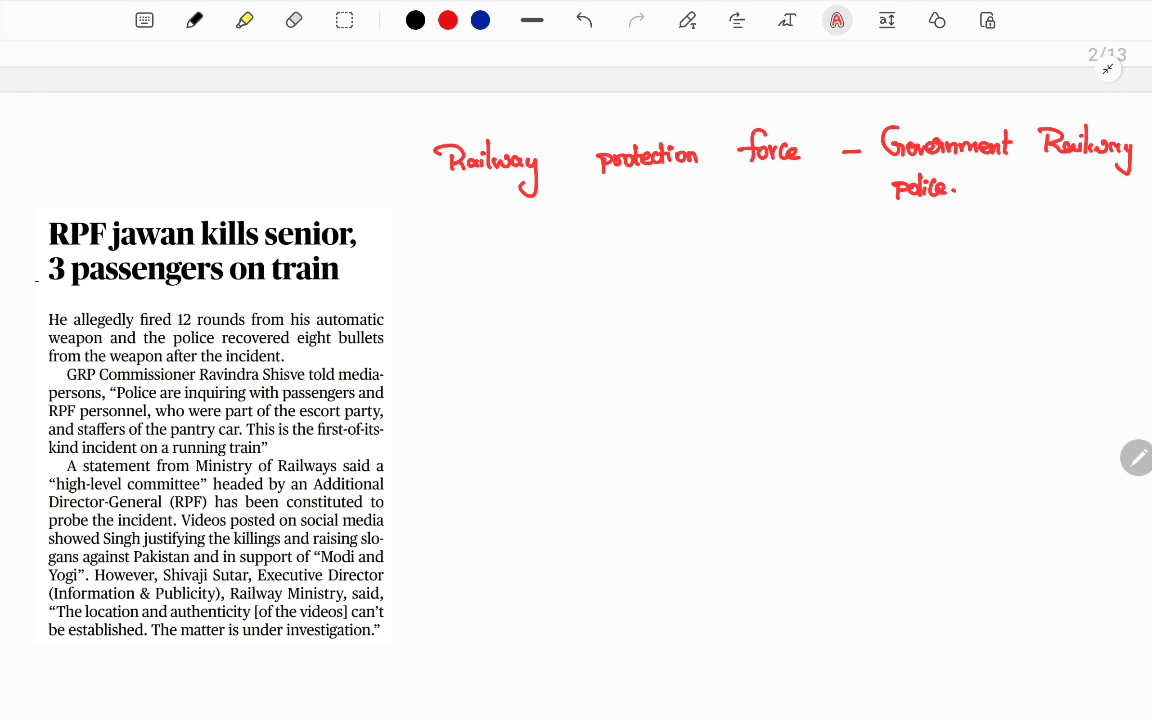 2/13
Railway protection force – Government Railway
police.
RPF jawan kills senior,
3 passengers on train
He allegedly fired 12 rounds from his automatic
weapon and the police recovered eight bullets
from the weapon after the incident.
GRP Commissioner Ravindra Shisve told media-
persons, “Police are inquiring with passengers and
RPF personnel, who were part of the escort party,
and staffers of the pantry car. This is the first-of-its-
kind incident on a running train”
A statement from Ministry of Railways said a
“high-level committee” headed by an Additional
Director-General (RPF) has been constituted to
probe the incident. Videos posted on social media
showed Singh justifying the killings and raising slo-
gans against Pakistan and in support of “Modi and
Yogi”. However, Shivaji Sutar, Executive Director
(Information & Publicity), Railway Ministry, said,
“The location and authenticity [of the videos] can’t
be established. The matter is under investigation.”